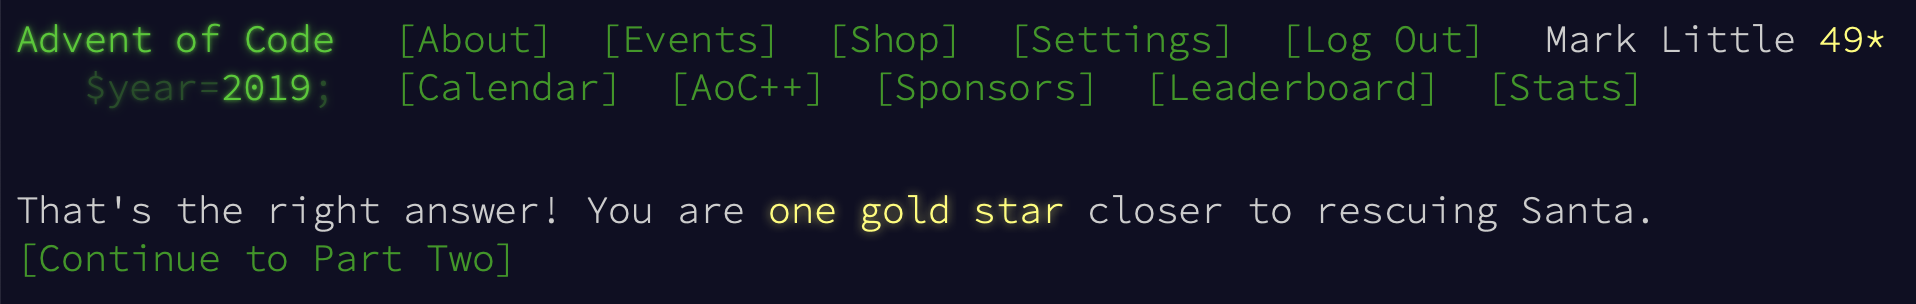 Advent of Code [About] [Events] [Shop] [Settings] [Log Out] Mark Little 49*
$year=2019; [Calendar] [AoC++] [Sponsors] [Leaderboard] [Stats]
That's the right answer! You are one gold star closer to rescuing Santa.
[Continue to Part Two]